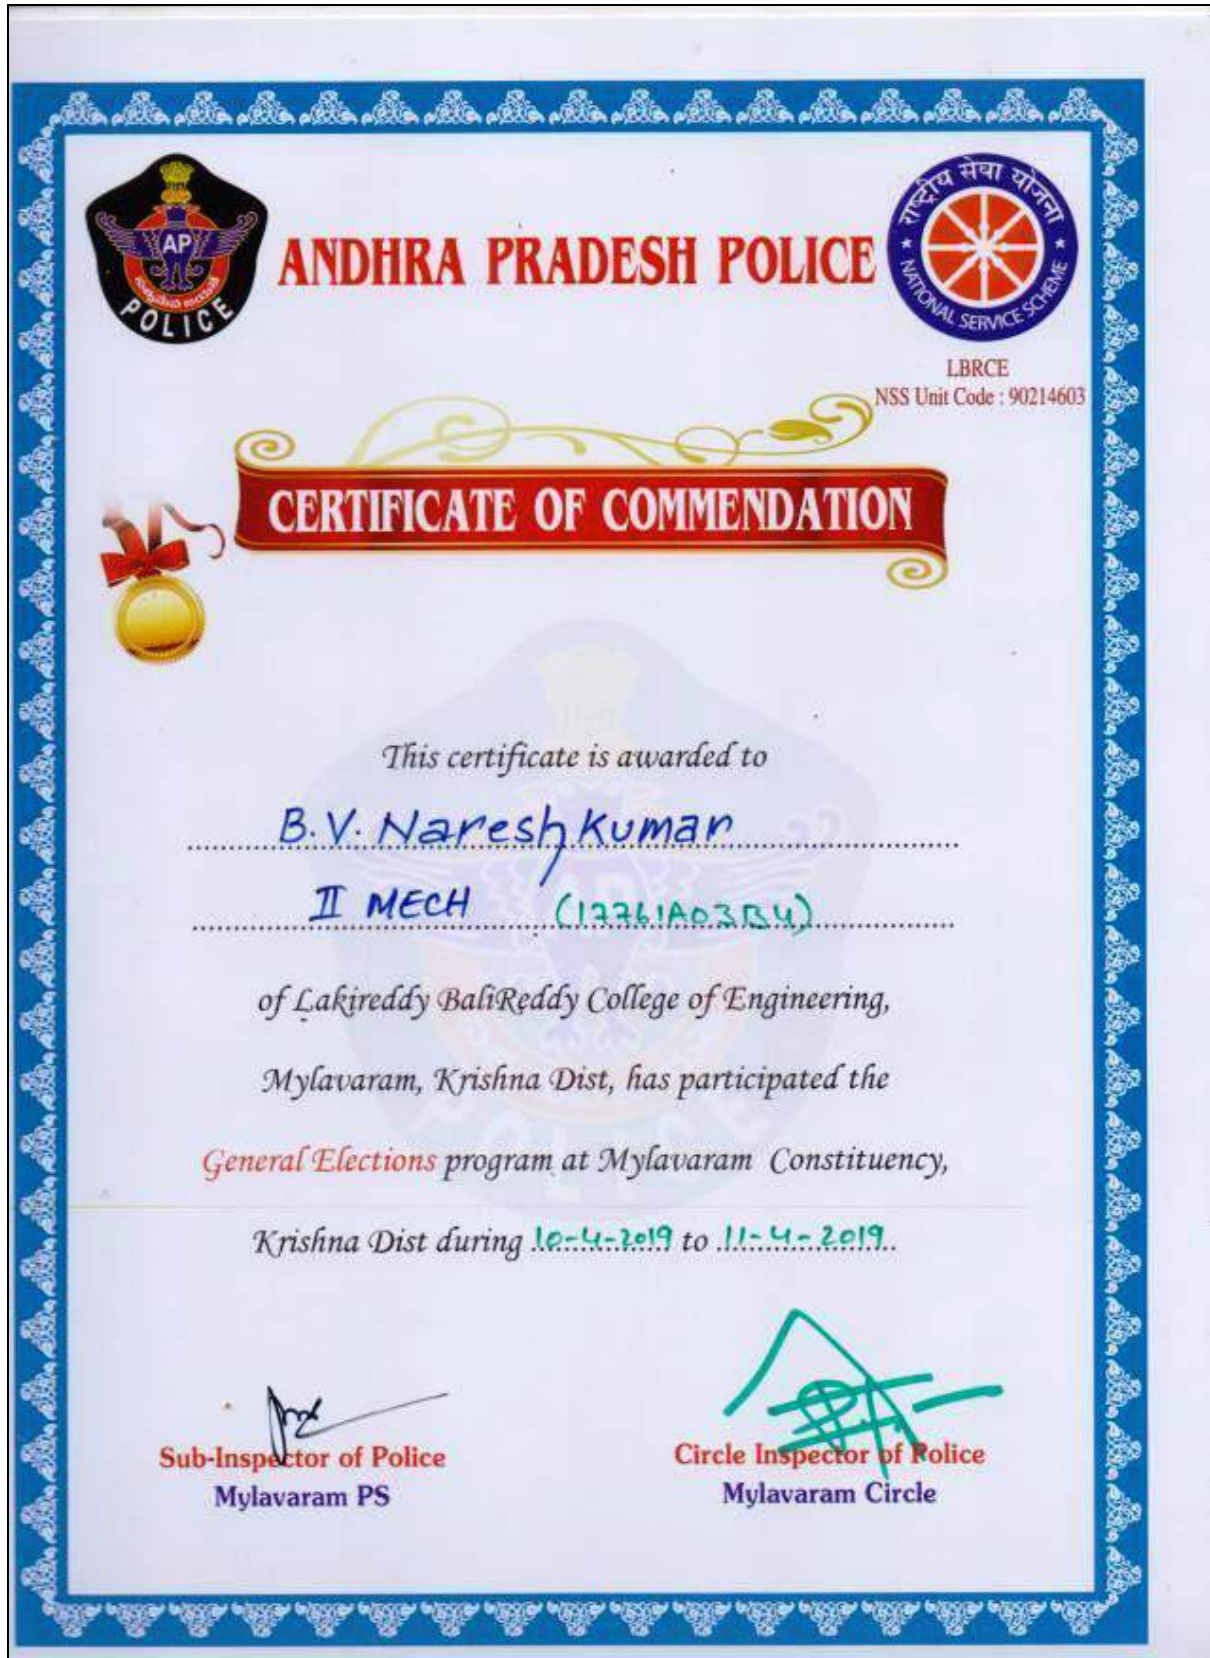 AP
POLICE
ANDHRA PRADESH POLICE
राष्ट्रीय सेवा योजना
NATIONAL SERVICE SCHEME
LBRCE
NSS Unit Code : 90214603
CERTIFICATE OF COMMENDATION
This certificate is awarded to
B.V. Naresh Kumar
II MECH (17761A03B4)
of Lakireddy BaliReddy College of Engineering,
Mylavaram, Krishna Dist, has participated the
General Elections program at Mylavaram Constituency,
Krishna Dist during 10-4-2019 to 11-4-2019.
Sub-Inspector of Police
Mylavaram PS
Circle Inspector of Police
Mylavaram Circle